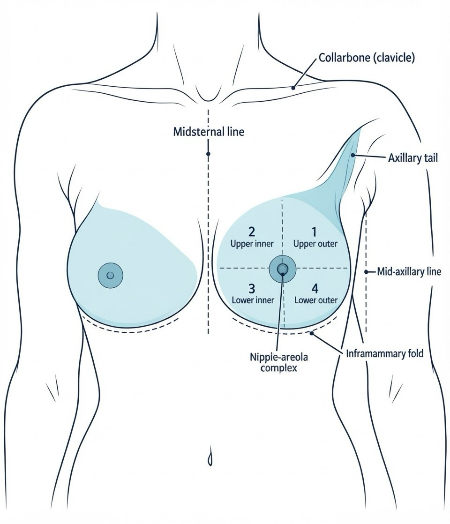 Collarbone (clavicle)
Midsternal line
Axillary tail
2
Upper inner
1
Upper outer
Mid-axillary line
3
Lower inner
4
Lower outer
Nipple-areola
complex
Inframammary fold